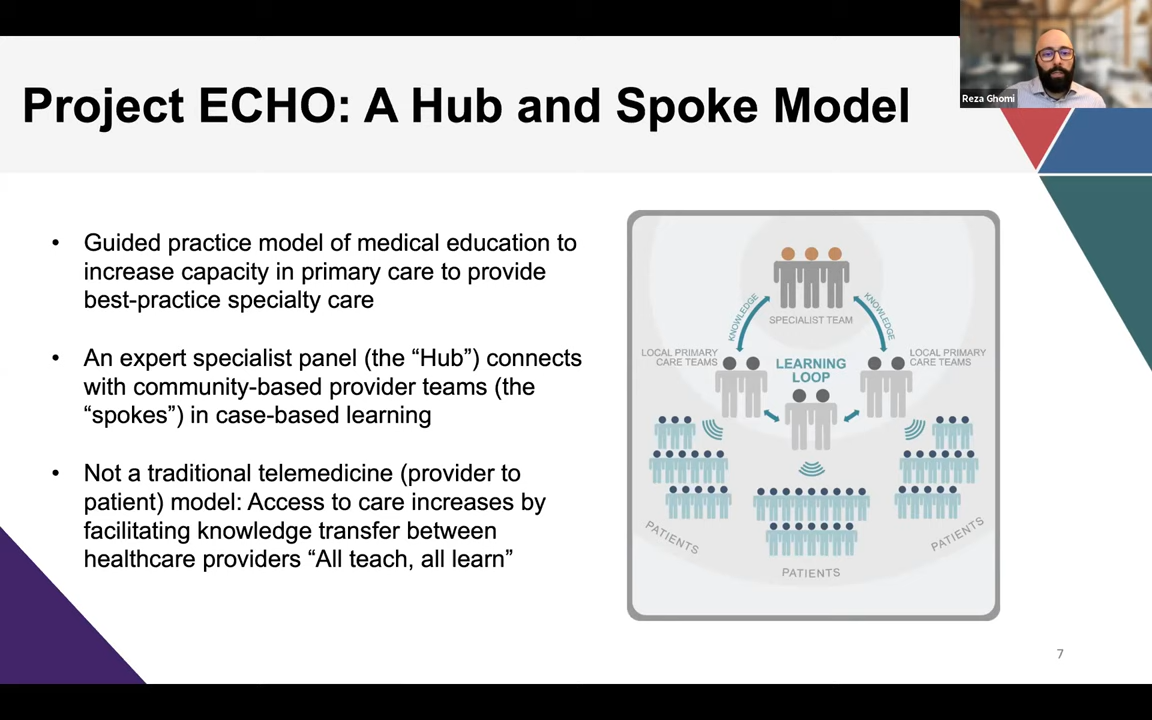 Project ECHO: A Hub and Spoke Model
Reza Ghomi
• Guided practice model of medical education to
increase capacity in primary care to provide
best-practice specialty care
• An expert specialist panel (the “Hub”) connects
with community-based provider teams (the
“spokes”) in case-based learning
• Not a traditional telemedicine (provider to
patient) model: Access to care increases by
facilitating knowledge transfer between
healthcare providers “All teach, all learn”
KNOWLEDGE
KNOWLEDGE
SPECIALIST TEAM
LOCAL PRIMARY
CARE TEAMS
LEARNING
LOOP
LOCAL PRIMARY
CARE TEAMS
PATIENTS
PATIENTS
PATIENTS
7